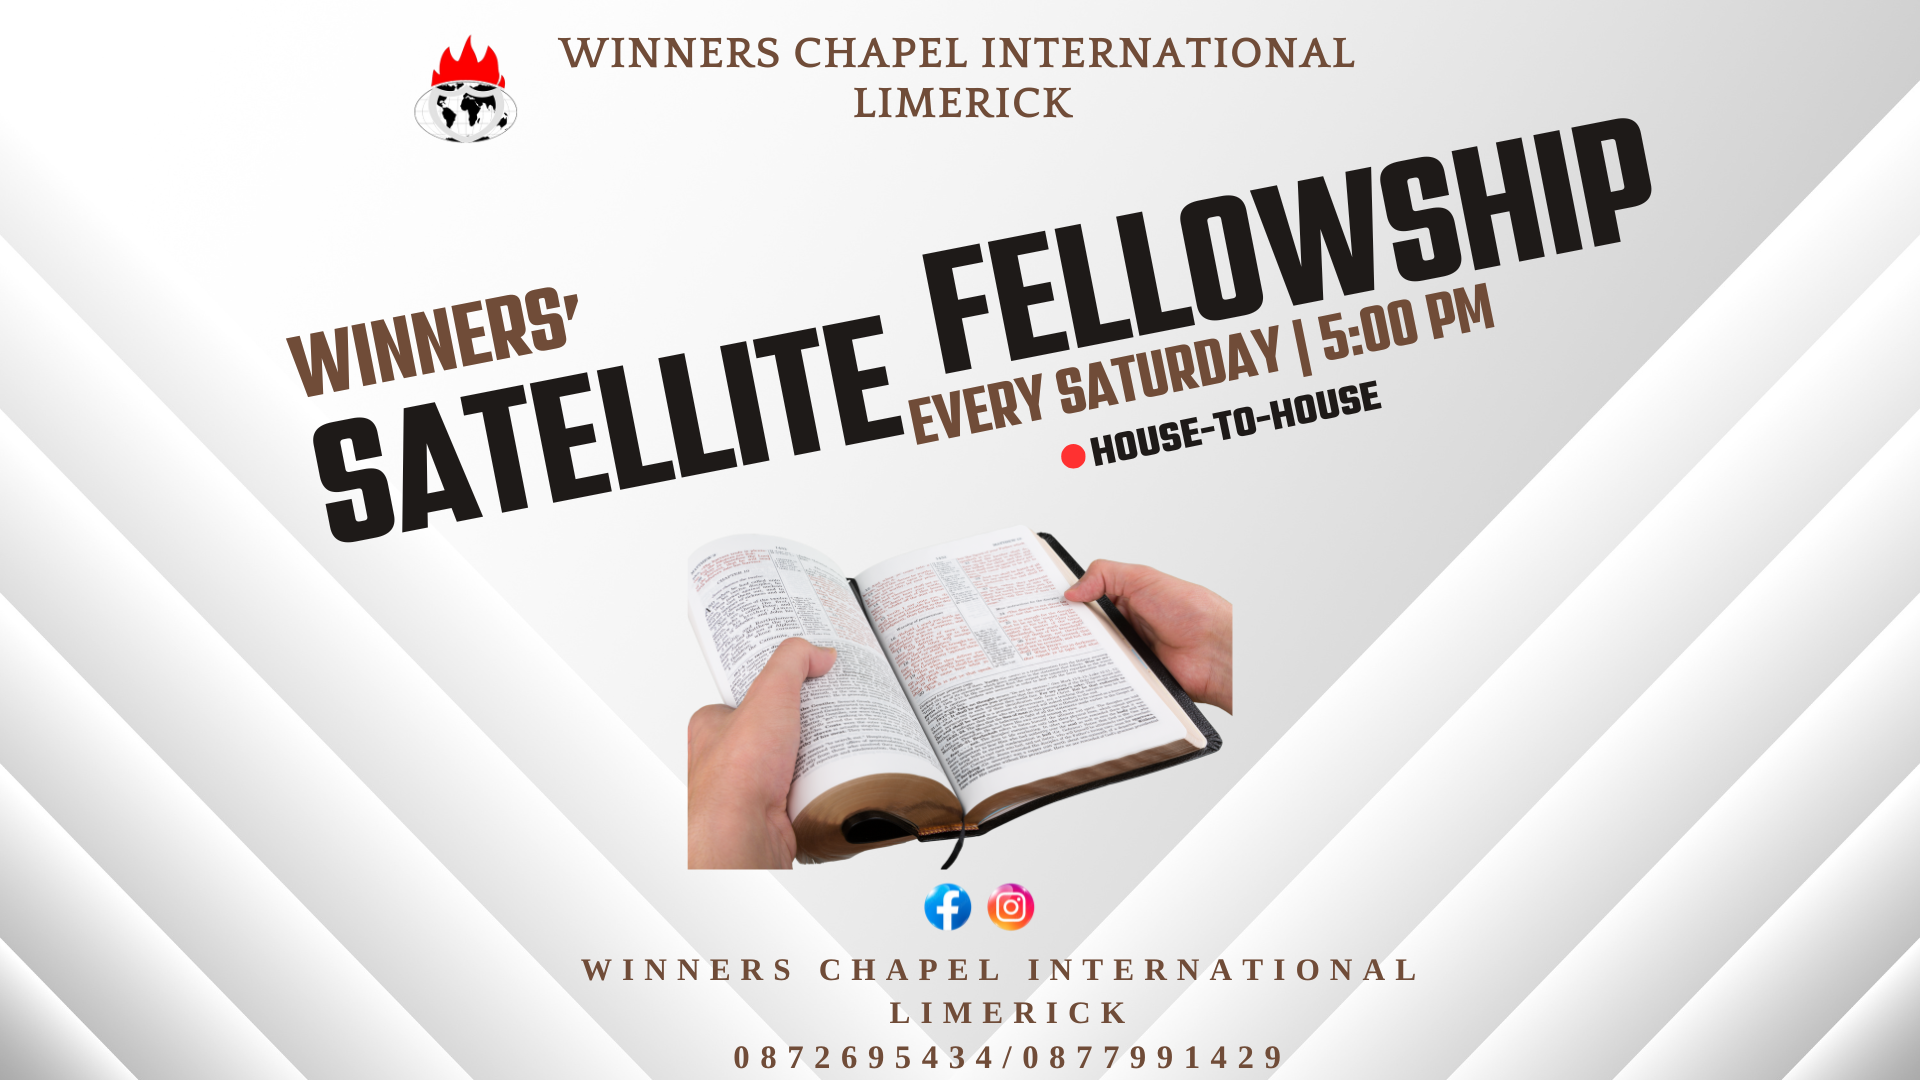 WINNERS CHAPEL INTERNATIONAL
LIMERICK
WINNERS'
SATELLITE FELLOWSHIP
EVERY SATURDAY | 5:00 PM
HOUSE-TO-HOUSE
WINNERS CHAPEL INTERNATIONAL
LIMERICK
0872695434/0877991429